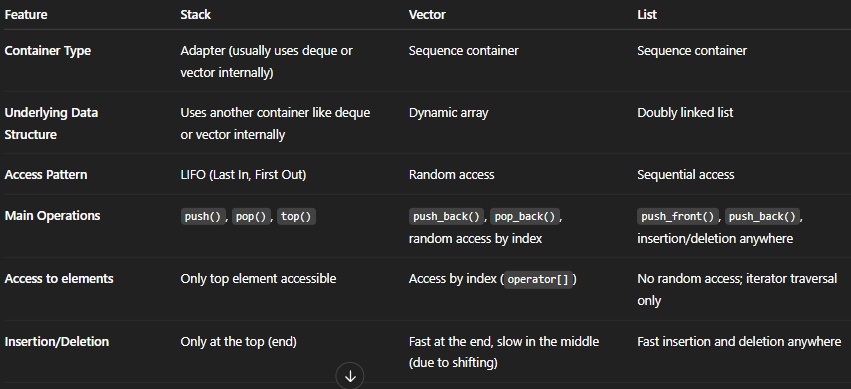 Feature Stack Vector List
Container Type Adapter (usually uses deque or Sequence container Sequence container
vector internally)
Underlying Data Uses another container like deque Dynamic array Doubly linked list
Structure or vector internally
Access Pattern LIFO (Last In, First Out) Random access Sequential access
Main Operations push(), pop(), top() push_back(), pop_back(), push_front(), push_back(),
random access by index insertion/deletion anywhere
Access to elements Only top element accessible Access by index (operator[]) No random access; iterator traversal
only
Insertion/Deletion Only at the top (end) Fast at the end, slow in the middle Fast insertion and deletion anywhere
(due to shifting)